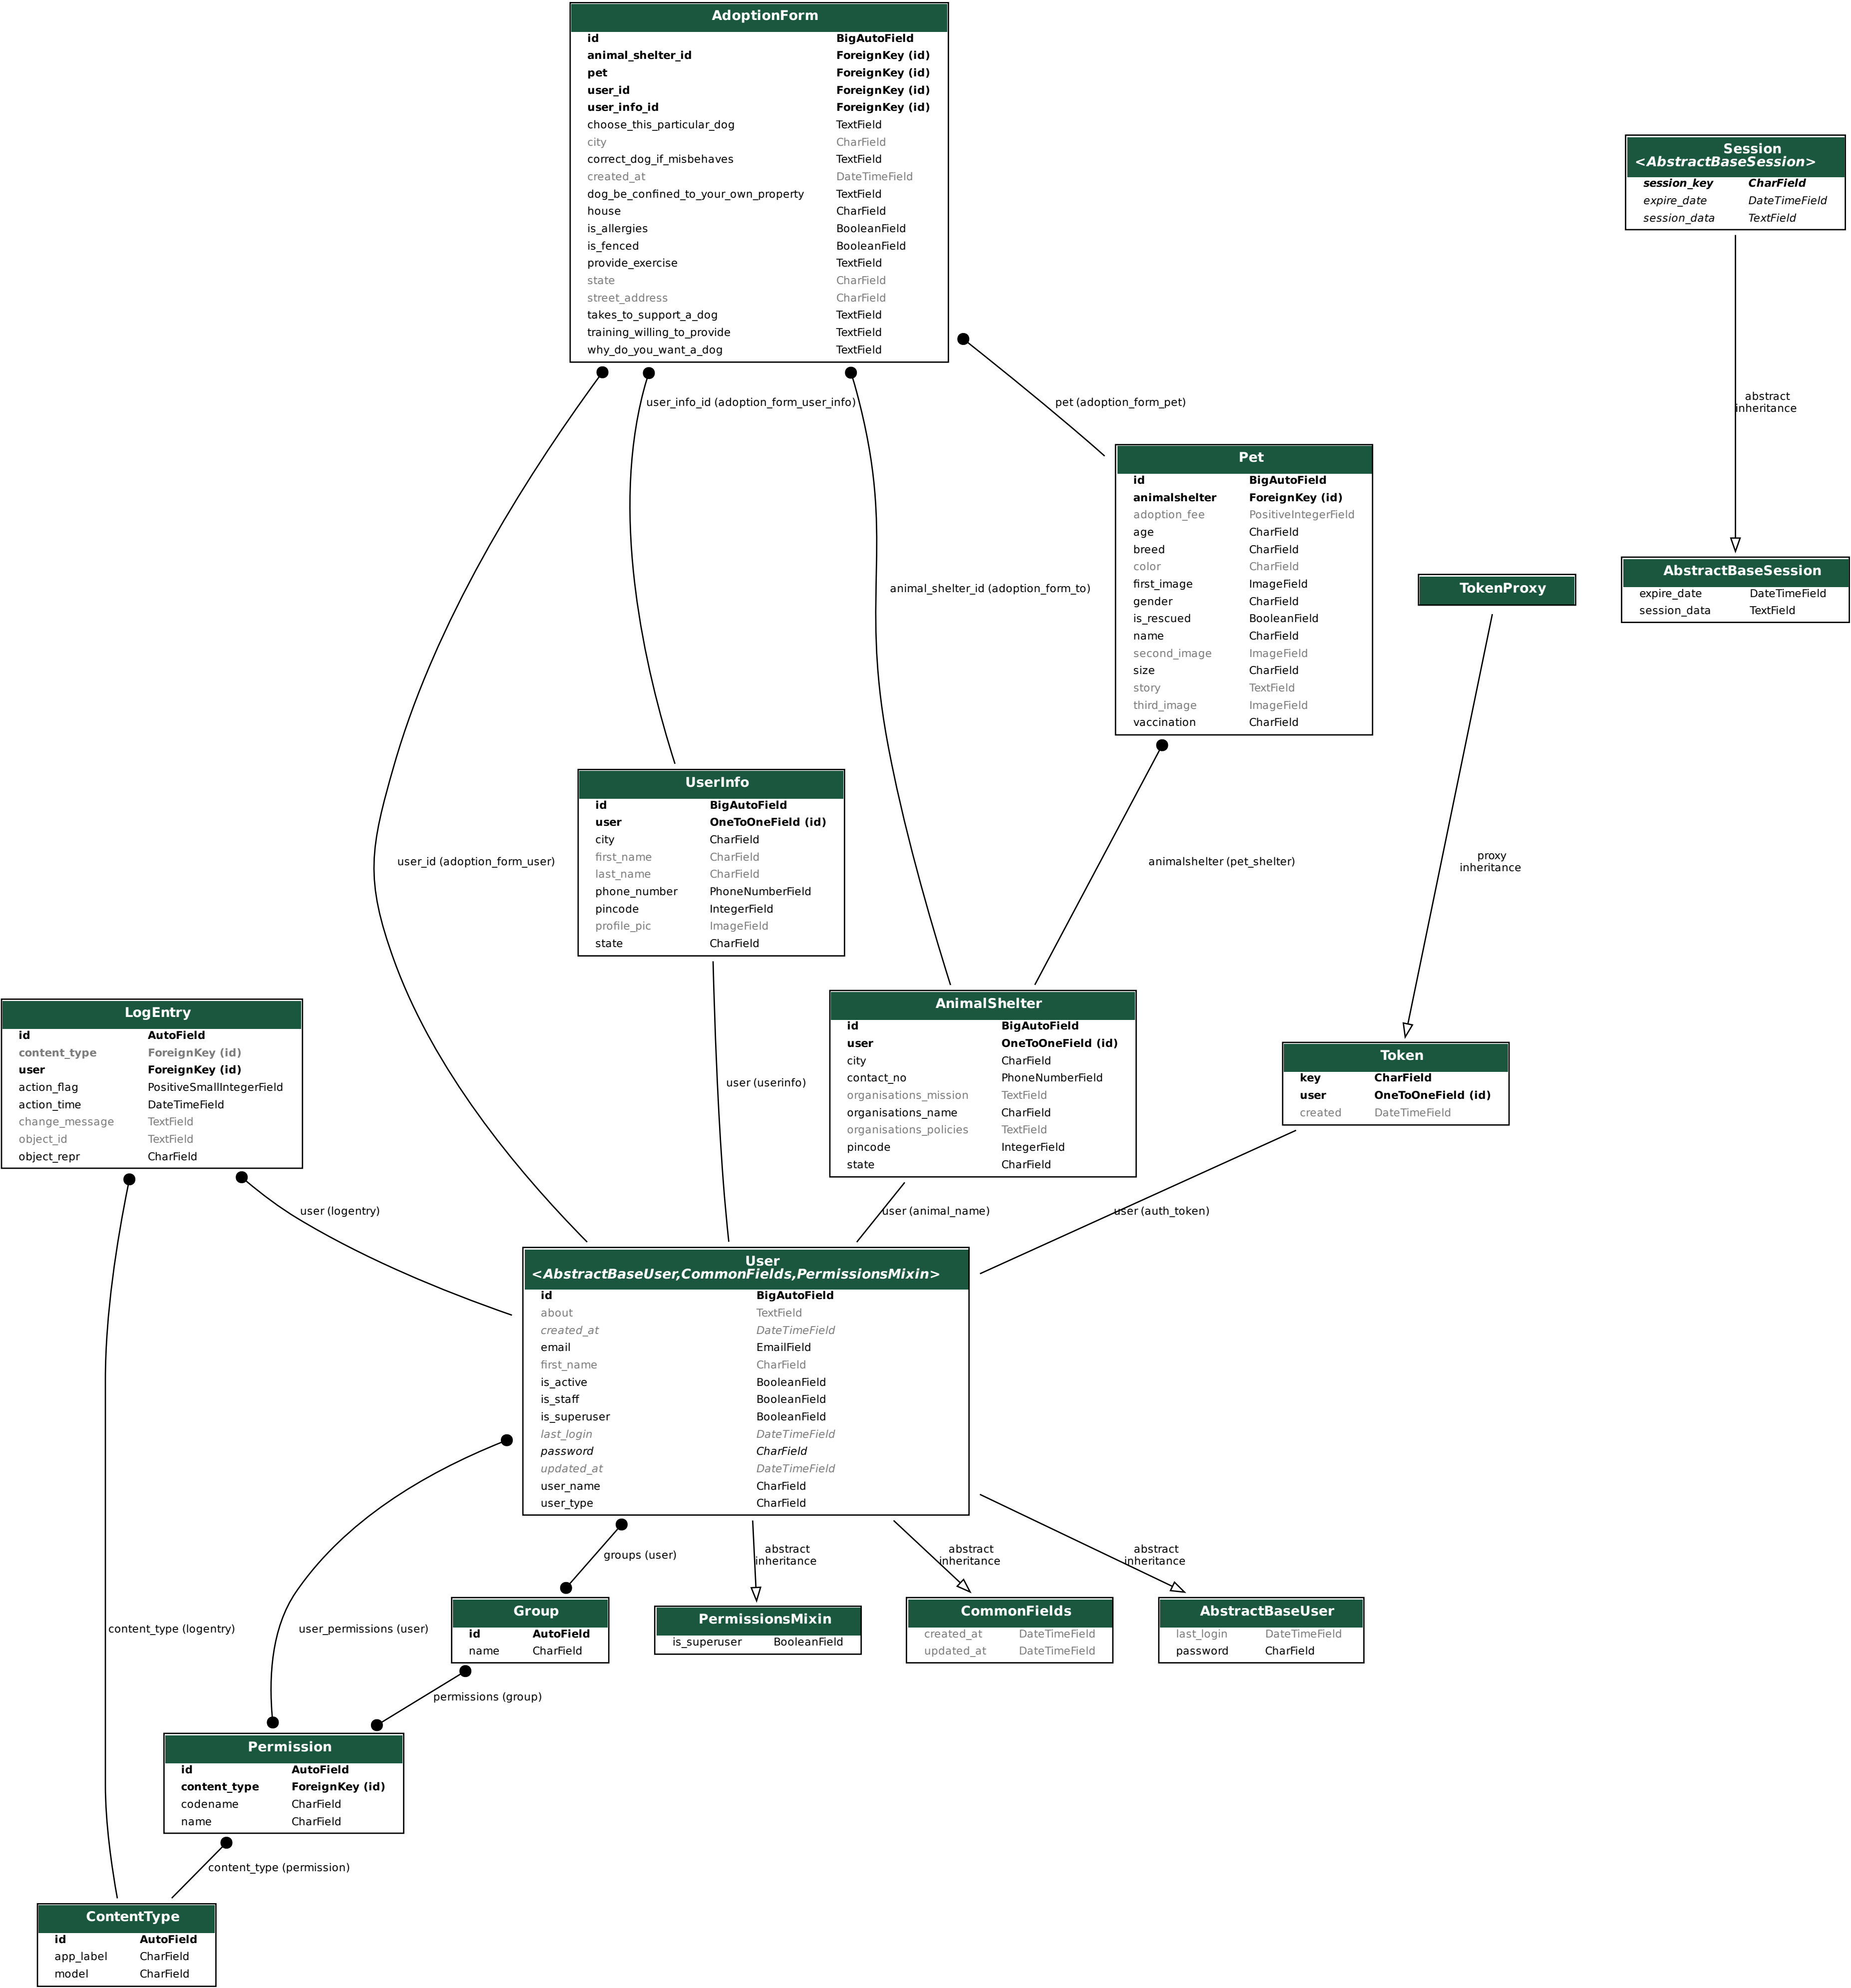 AdoptionForm
id BigAutoField
animal_shelter_id ForeignKey (id)
pet ForeignKey (id)
user_id ForeignKey (id)
user_info_id ForeignKey (id)
choose_this_particular_dog TextField
city CharField
correct_dog_if_misbehaves TextField
created_at DateTimeField
dog_be_confined_to_your_own_property TextField
house CharField
is_allergies BooleanField
is_fenced BooleanField
provide_exercise TextField
state CharField
street_address CharField
takes_to_support_a_dog TextField
training_willing_to_provide TextField
why_do_you_want_a_dog TextField
Session
<AbstractBaseSession>
session_key CharField
expire_date DateTimeField
session_data TextField
user_info_id (adoption_form_user_info)
pet (adoption_form_pet)
abstract
inheritance
Pet
id BigAutoField
animalshelter ForeignKey (id)
adoption_fee PositiveIntegerField
age CharField
breed CharField
color CharField
first_image ImageField
gender CharField
is_rescued BooleanField
name CharField
second_image ImageField
size CharField
story TextField
third_image ImageField
vaccination CharField
animal_shelter_id (adoption_form_to)
TokenProxy
AbstractBaseSession
expire_date DateTimeField
session_data TextField
UserInfo
id BigAutoField
user OneToOneField (id)
city CharField
first_name CharField
last_name CharField
phone_number PhoneNumberField
pincode IntegerField
profile_pic ImageField
state CharField
user_id (adoption_form_user)
animalshelter (pet_shelter)
proxy
inheritance
LogEntry
id AutoField
content_type ForeignKey (id)
user ForeignKey (id)
action_flag PositiveSmallIntegerField
action_time DateTimeField
change_message TextField
object_id TextField
object_repr CharField
user (userinfo)
AnimalShelter
id BigAutoField
user OneToOneField (id)
city CharField
contact_no PhoneNumberField
organisations_mission TextField
organisations_name CharField
organisations_policies TextField
pincode IntegerField
state CharField
Token
key CharField
user OneToOneField (id)
created DateTimeField
user (logentry)
user (animal_name)
user (auth_token)
User
<AbstractBaseUser,CommonFields,PermissionsMixin>
id BigAutoField
about TextField
created_at DateTimeField
email EmailField
first_name CharField
is_active BooleanField
is_staff BooleanField
is_superuser BooleanField
last_login DateTimeField
password CharField
updated_at DateTimeField
user_name CharField
user_type CharField
groups (user)
abstract
inheritance
abstract
inheritance
abstract
inheritance
content_type (logentry)
user_permissions (user)
Group
id AutoField
name CharField
PermissionsMixin
is_superuser BooleanField
CommonFields
created_at DateTimeField
updated_at DateTimeField
AbstractBaseUser
last_login DateTimeField
password CharField
permissions (group)
Permission
id AutoField
content_type ForeignKey (id)
codename CharField
name CharField
content_type (permission)
ContentType
id AutoField
app_label CharField
model CharField